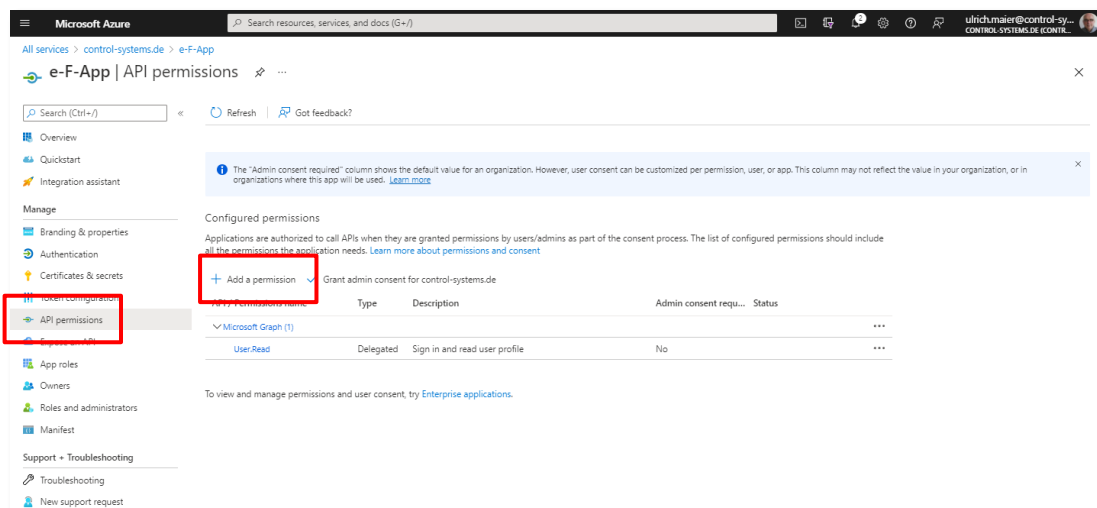 Microsoft Azure
Search resources, services, and docs (G+/)
2
ulrich.maier@control-sy...
CONTROL-SYSTEMS.DE (CONTR...
All services > control-systems.de > e-F-App
e-F-App | API permissions
Search (Ctrl+/)
Refresh
Got feedback?
Overview
Quickstart
Integration assistant
The "Admin consent required" column shows the default value for an organization. However, user consent can be customized per permission, user, or app. This column may not reflect the value in your organization, or in
organizations where this app will be used. Learn more
Manage
Branding & properties
Authentication
Certificates & secrets
Token configuration
API permissions
Expose an API
App roles
Owners
Roles and administrators
Manifest
Support + Troubleshooting
Troubleshooting
New support request
Configured permissions
Applications are authorized to call APIs when they are granted permissions by users/admins as part of the consent process. The list of configured permissions should include
all the permissions the application needs. Learn more about permissions and consent
Add a permission
Grant admin consent for control-systems.de
API / Permissions name Type Description Admin consent requ... Status
Microsoft Graph (1)
User.Read Delegated Sign in and read user profile No
To view and manage permissions and user consent, try Enterprise applications.